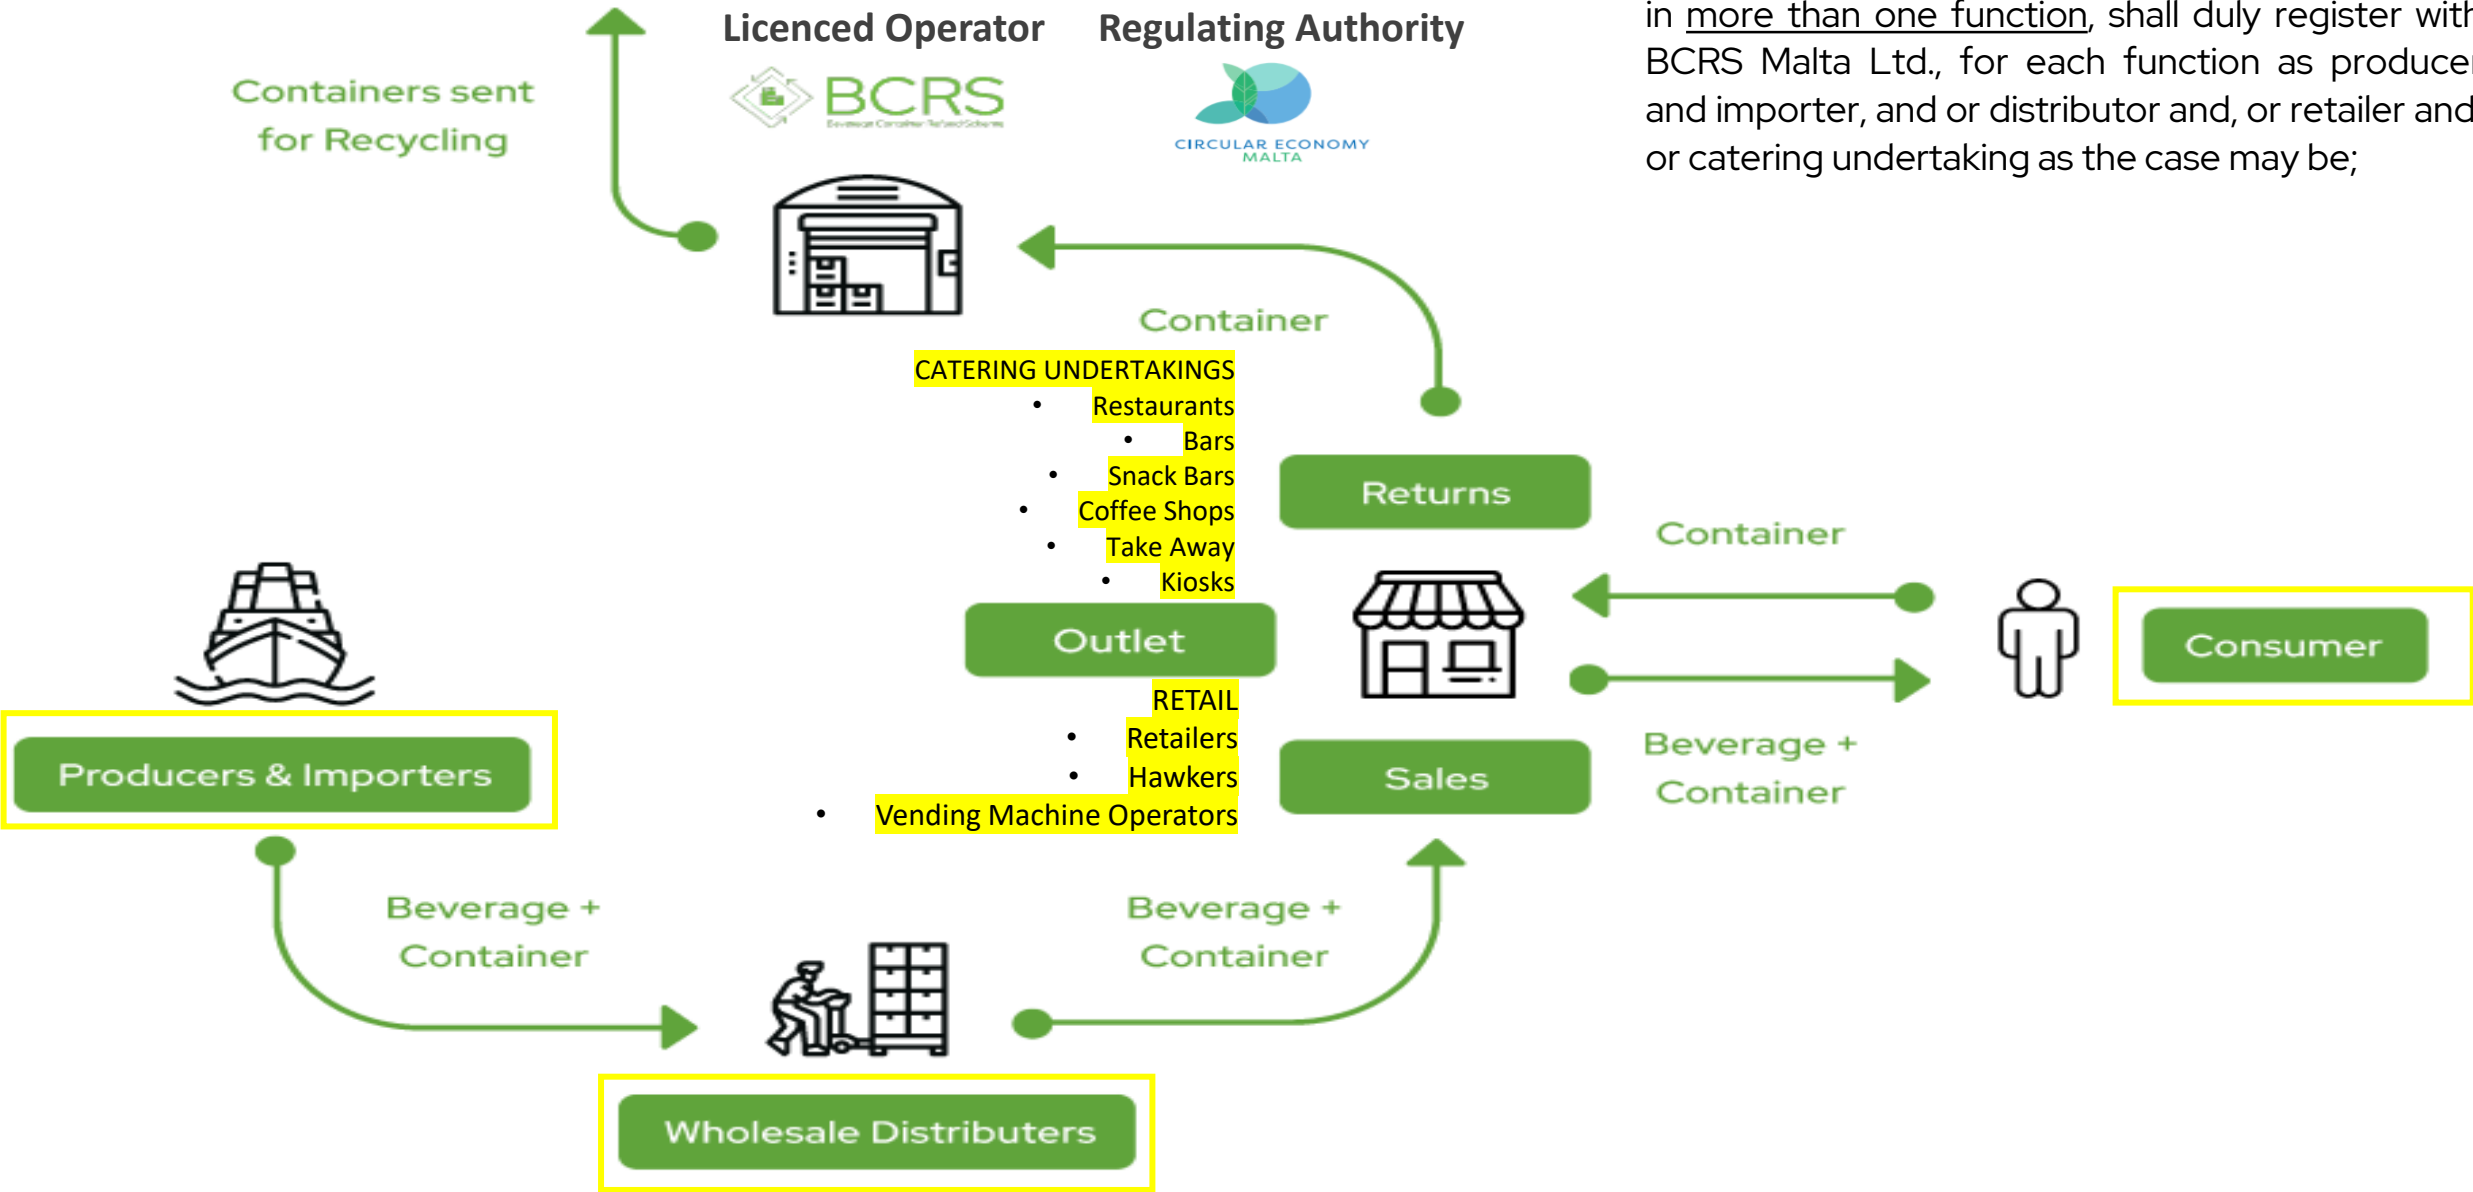 Licenced Operator
Regulating Authority
in more than one function, shall duly register with
BCRS Malta Ltd., for each function as producer
and importer, and or distributor and, or retailer and
or catering undertaking as the case may be;
Containers sent
for Recycling
BCRS
Beverage Container Refund Scheme
CIRCULAR ECONOMY
MALTA
Container
CATERING UNDERTAKINGS
• Restaurants
• Bars
• Snack Bars
• Coffee Shops
• Take Away
• Kiosks
Returns
Container
Outlet
Consumer
RETAIL
• Retailers
• Hawkers
• Vending Machine Operators
Sales
Beverage +
Container
Producers & Importers
Beverage +
Container
Beverage +
Container
Wholesale Distributers